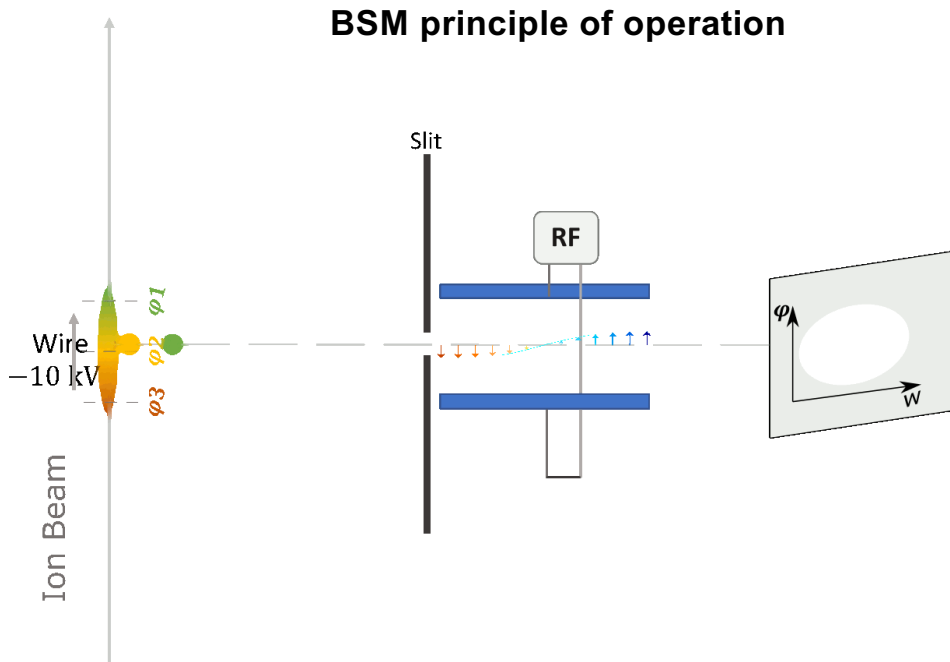 BSM principle of operation
Slit
RF
φ1
Wire
φ2
−10 kV
φ3
φ
W
Ion Beam